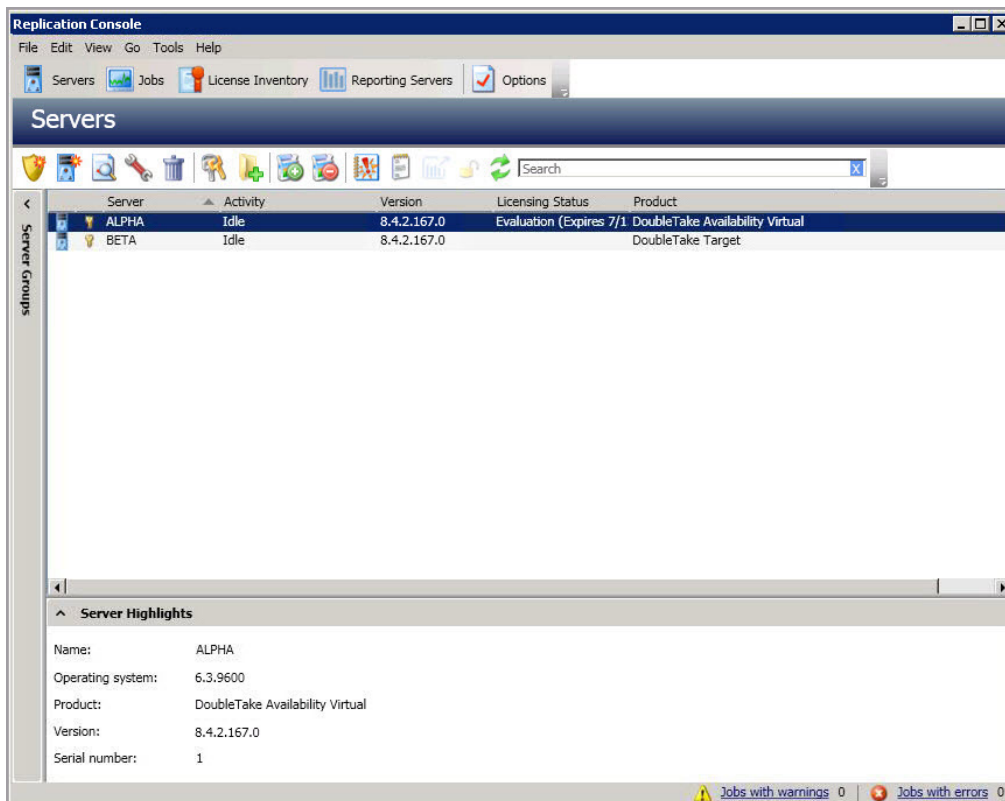 Replication Console
File Edit View Go Tools Help
Servers Jobs License Inventory Reporting Servers Options
Servers
Search
Server Activity Version Licensing Status Product
ALPHA Idle 8.4.2.167.0 Evaluation (Expires 7/1 DoubleTake Availability Virtual
BETA Idle 8.4.2.167.0 DoubleTake Target
Server Groups
Server Highlights
Name: ALPHA
Operating system: 6.3.9600
Product: DoubleTake Availability Virtual
Version: 8.4.2.167.0
Serial number: 1
Jobs with warnings 0 Jobs with errors 0